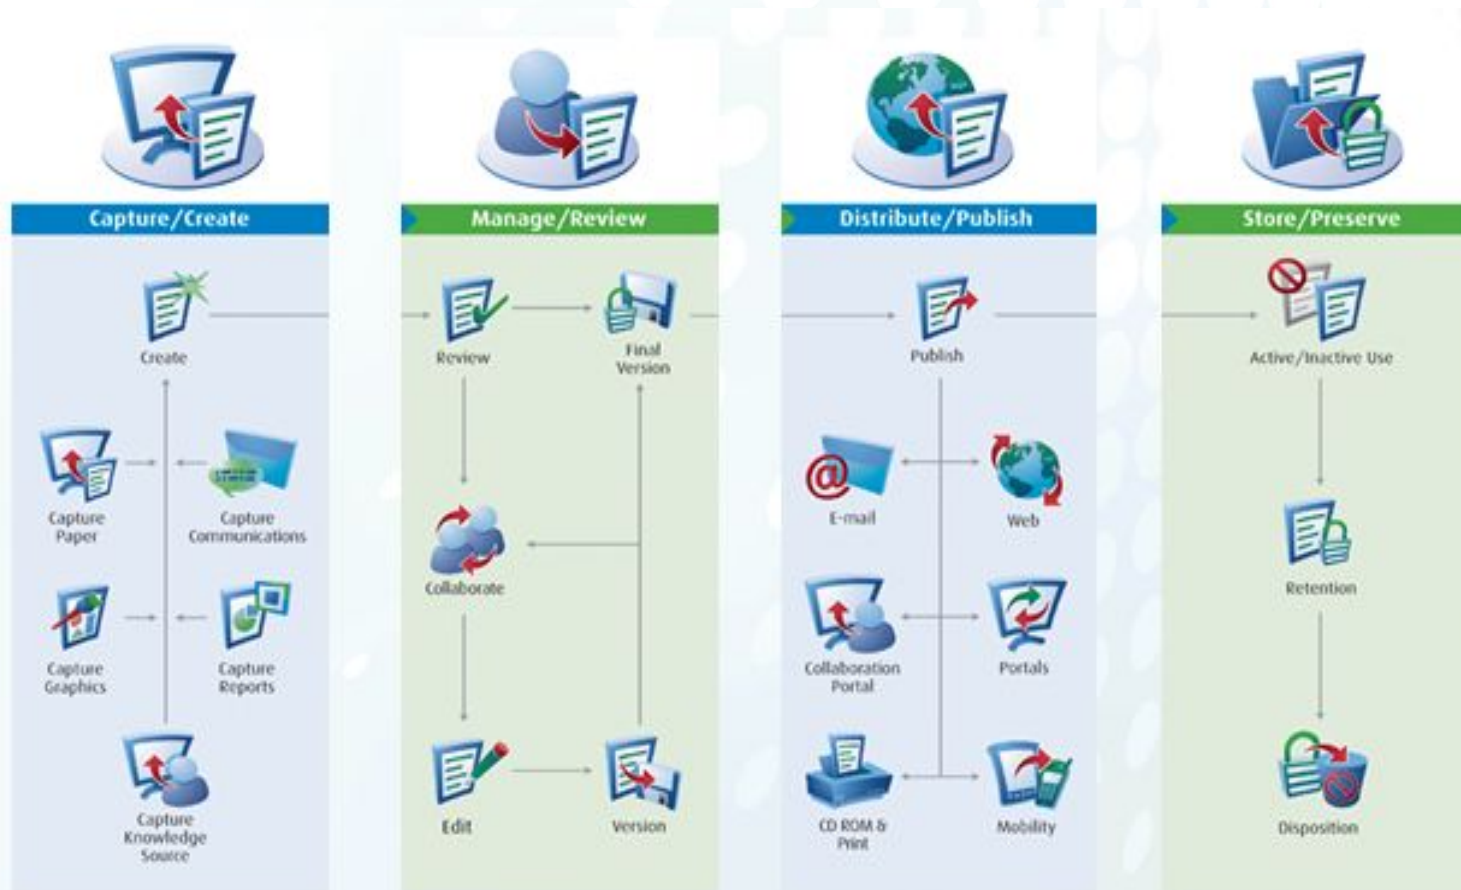 Capture/Create
Manage/Review
Distribute/Publish
Store/Preserve
Create
Capture
Paper
Capture
Communications
Capture
Graphics
Capture
Reports
Capture
Knowledge
Source
Review
Final
Version
Collaborate
Edit
Version
Publish
E-mail
Web
Collaboration
Portal
Portals
CD ROM &
Print
Mobility
Active/Inactive Use
Retention
Disposition